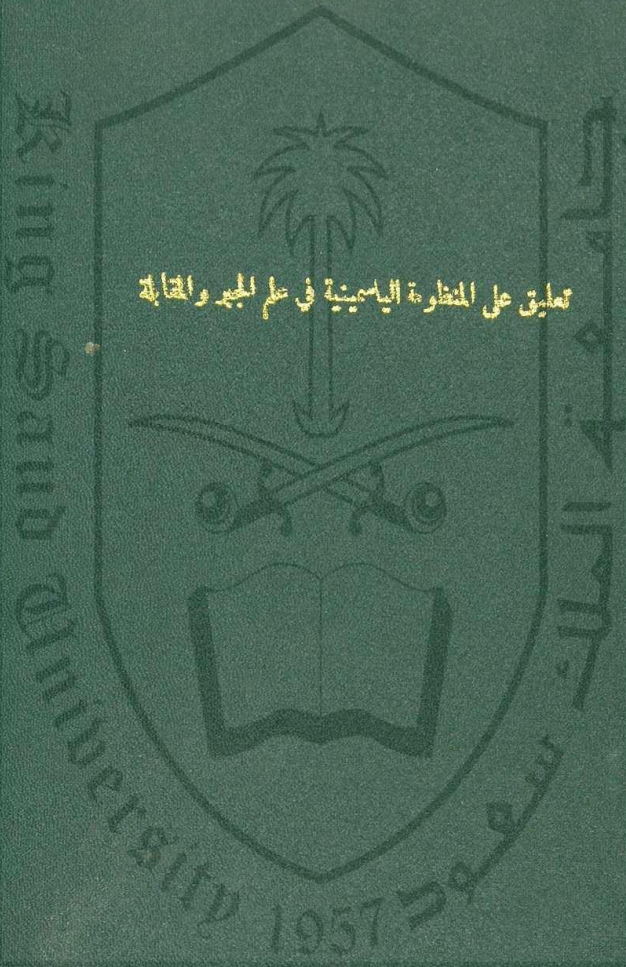 تعليق على المنظومة الياسمينية في علم الجبر والمقابلة
King Saud University 1957
جامعة الملك سعود